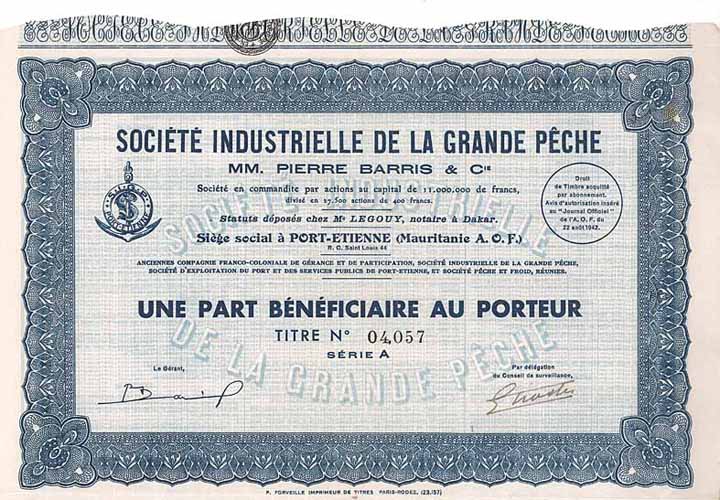 SOCIÉTÉ INDUSTRIELLE DE LA GRANDE PÊCHE
MM. PIERRE BARRIS & Cie
Société en commandite par actions au capital de 11.000.000 de francs,
divisé en 27.500 actions de 400 francs.
Statuts déposés chez Me LEGOUY, notaire à Dakar.
Siège social à PORT-ETIENNE (Mauritanie A. O. F.)
R. C. Saint Louis 44
S.I.G.P.
PORT-ETIENNE
Droit
de Timbre acquitté
par abonnement.
Avis d'autorisation inséré
au "Journal Officiel"
de l'A. O. F. du
22 août 1942.
ANCIENNES COMPAGNIE FRANCO-COLONIALE DE GÉRANCE ET DE PARTICIPATION, SOCIÉTÉ INDUSTRIELLE DE LA GRANDE PÊCHE,
SOCIÉTÉ D'EXPLOITATION DU PORT ET DES SERVICES PUBLICS DE PORT-ETIENNE, ET SOCIÉTÉ PÊCHE ET FROID, RÉUNIES.
SOCIÉTÉ INDUSTRIELLE
UNE PART BÉNÉFICIAIRE AU PORTEUR
TITRE No 04,057
SÉRIE A
DE LA GRANDE PÊCHE
Le Gérant,
Par délégation
du Conseil de surveillance,
P. FORVEILLE IMPRIMEUR DE TITRES PARIS-RODEZ. (23.157)